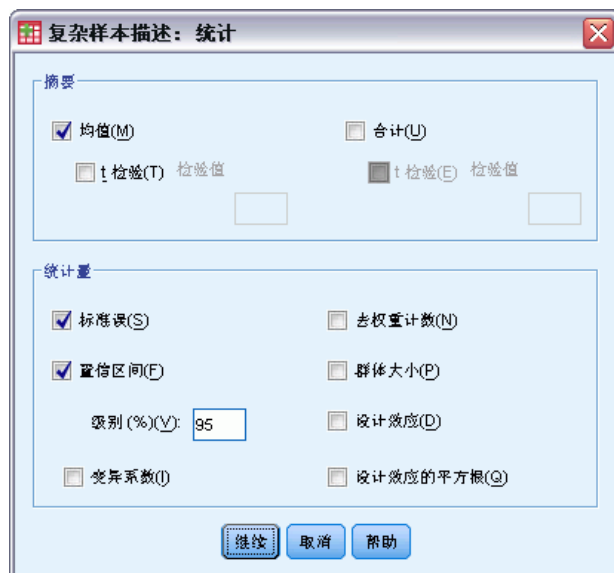 复杂样本描述： 统计
摘要
均值(M) 合计(U)
t 检验(T) 检验值 t 检验(E) 检验值
统计量
标准误(S) 去权重计数(N)
置信区间(F) 群体大小(P)
级别(%)(V): 95 设计效应(D)
变异系数(I) 设计效应的平方根(Q)
继续 取消 帮助